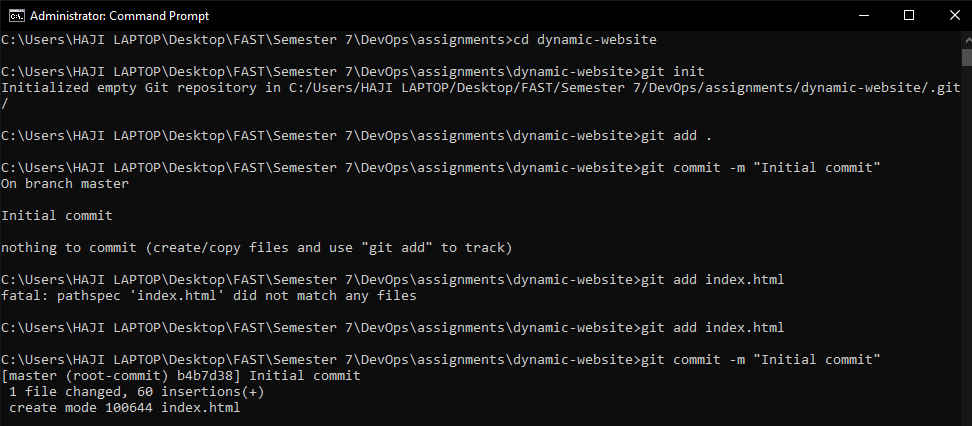 Administrator: Command Prompt
C:\Users\HAJI LAPTOP\Desktop\FAST\Semester 7\DevOps\assignments>cd dynamic-website
C:\Users\HAJI LAPTOP\Desktop\FAST\Semester 7\DevOps\assignments\dynamic-website>git init
Initialized empty Git repository in C:/Users/HAJI LAPTOP/Desktop/FAST/Semester 7/DevOps/assignments/dynamic-website/.git
/
C:\Users\HAJI LAPTOP\Desktop\FAST\Semester 7\DevOps\assignments\dynamic-website>git add .
C:\Users\HAJI LAPTOP\Desktop\FAST\Semester 7\DevOps\assignments\dynamic-website>git commit -m "Initial commit"
On branch master
Initial commit
nothing to commit (create/copy files and use "git add" to track)
C:\Users\HAJI LAPTOP\Desktop\FAST\Semester 7\DevOps\assignments\dynamic-website>git add index.html
fatal: pathspec 'index.html' did not match any files
C:\Users\HAJI LAPTOP\Desktop\FAST\Semester 7\DevOps\assignments\dynamic-website>git add index.html
C:\Users\HAJI LAPTOP\Desktop\FAST\Semester 7\DevOps\assignments\dynamic-website>git commit -m "Initial commit"
[master (root-commit) b4b7d38] Initial commit
 1 file changed, 60 insertions(+)
 create mode 100644 index.html